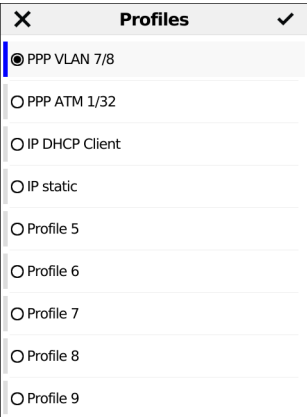 Profiles
PPP VLAN 7/8
PPP ATM 1/32
IP DHCP Client
IP static
Profile 5
Profile 6
Profile 7
Profile 8
Profile 9